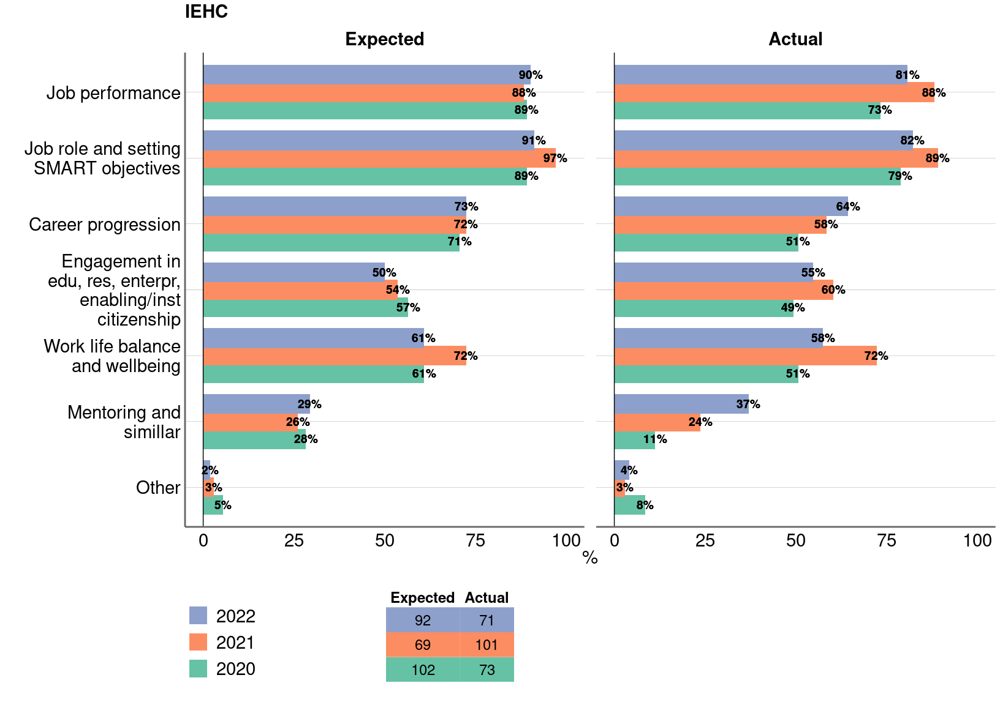 IEHC
Expected Actual
Job performance
90% 81%
88% 88%
89% 73%
Job role and setting
SMART objectives
91% 82%
97% 89%
89% 79%
Career progression
73% 64%
72% 58%
71% 51%
Engagement in
edu, res, enterpr,
enabling/inst
citizenship
50% 55%
54% 60%
57% 49%
Work life balance
and wellbeing
61% 58%
72% 72%
61% 51%
Mentoring and
simillar
29% 37%
26% 24%
28% 11%
Other
2% 4%
3% 3%
5% 8%
0 25 50 75 100 0 25 50 75 100
%
Expected Actual
2022 92 71
2021 69 101
2020 102 73